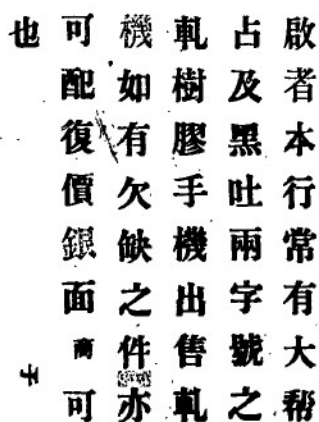 啟者本行常有大帮
占及黑吐兩字號之
軋樹膠手機出售軋
機如有欠缺之件亦
可配復價銀面商可
也